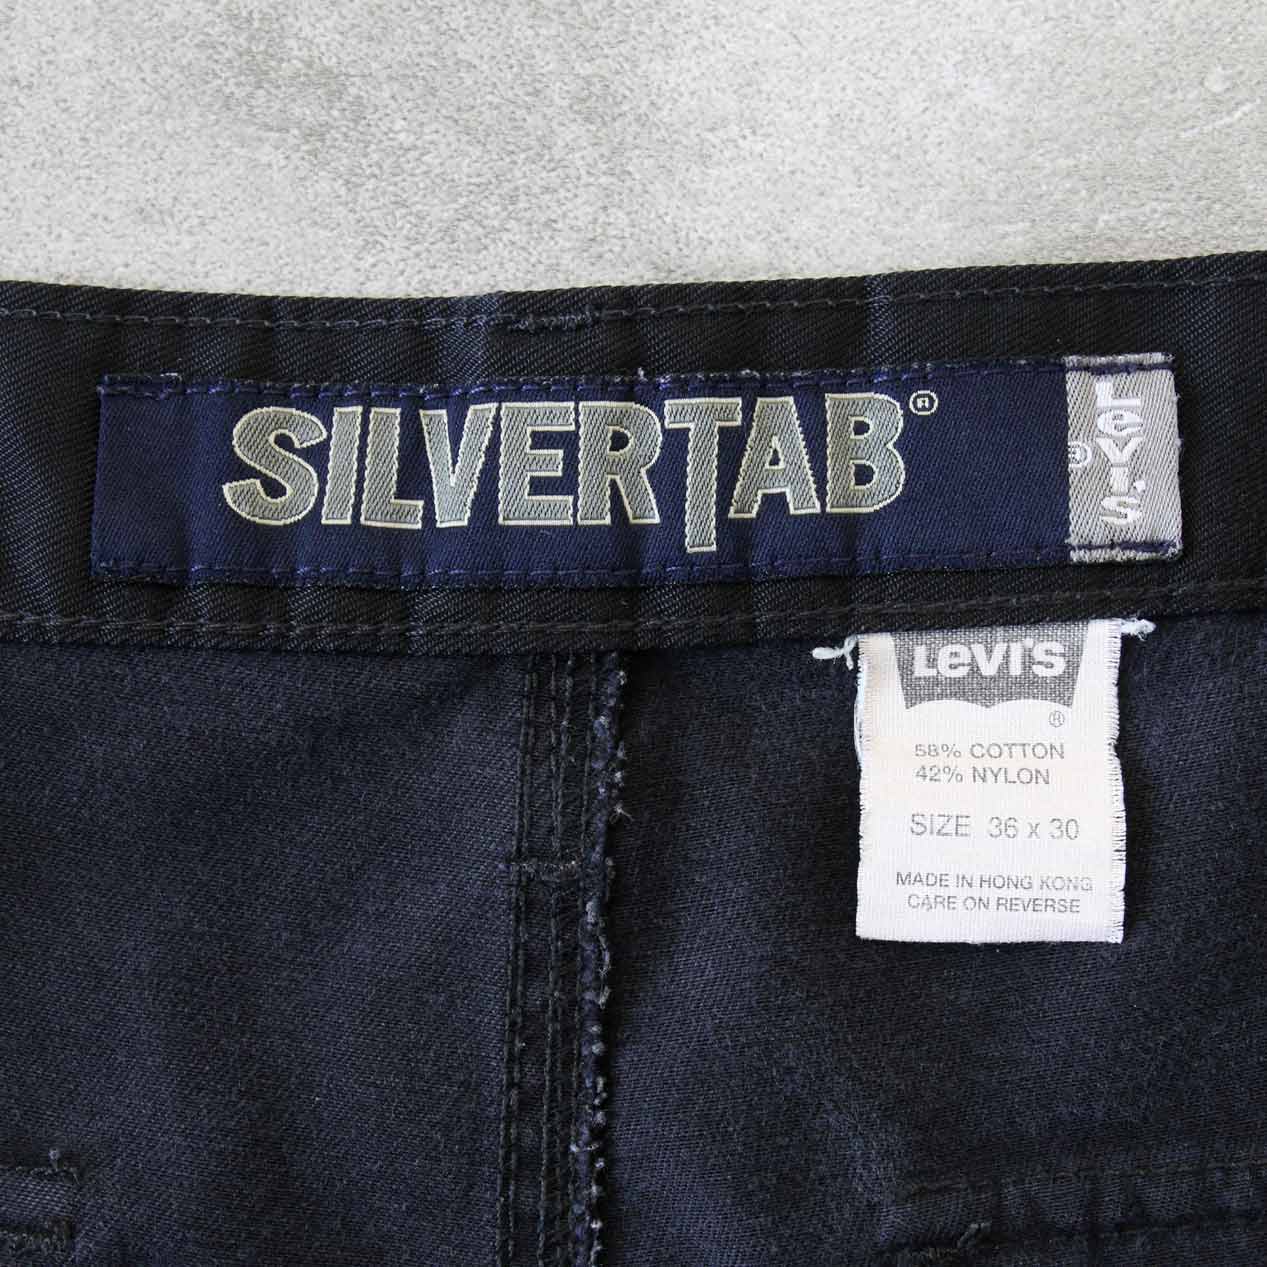 SILVERTAB®
Levi's®
Levi's
®
58% COTTON
42% NYLON
SIZE 36 x 30
MADE IN HONG KONG
CARE ON REVERSE